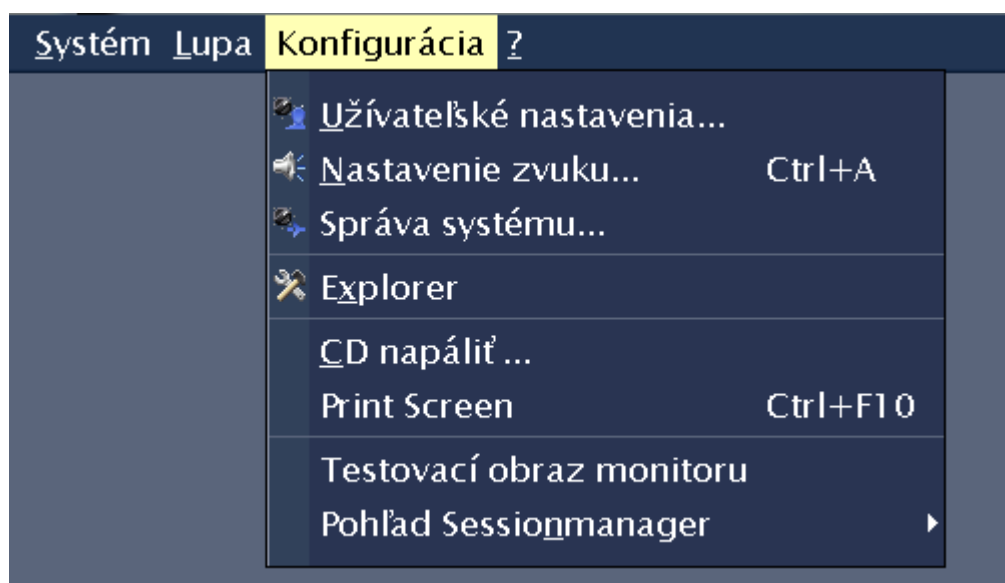 Systém Lupa Konfigurácia ?
Užívateľské nastavenia...
Nastavenie zvuku... Ctrl+A
Správa systému...
Explorer
CD napáliť ...
Print Screen Ctrl+F10
Testovací obraz monitoru
Pohľad Sessionmanager